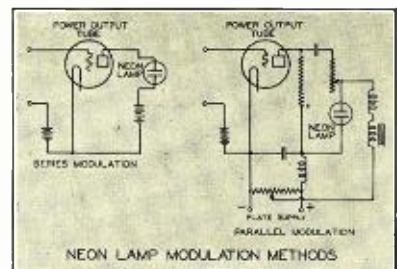 POWER OUTPUT
TUBE
NEON
LAMP
SERIES MODULATION
POWER OUTPUT
TUBE
NEON
LAMP
- PLATE SUPPLY +
PARALLEL MODULATION
NEON LAMP MODULATION METHODS